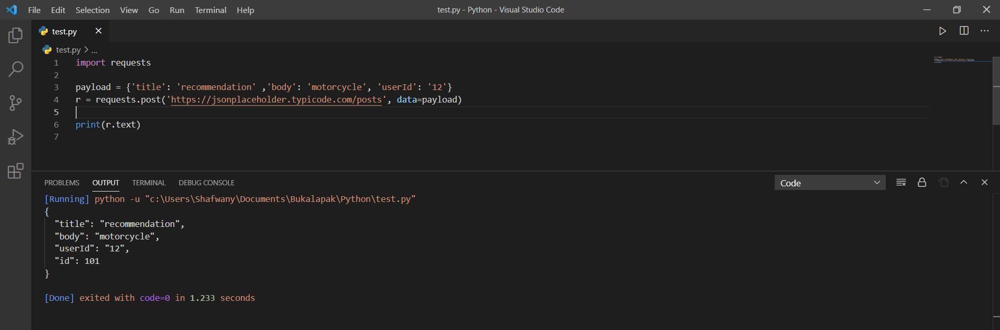 File Edit Selection View Go Run Terminal Help test.py - Python - Visual Studio Code
test.py
test.py > ...
1 import requests
2
3 payload = {'title': 'recommendation' ,'body': 'motorcycle', 'userId': '12'}
4 r = requests.post('https://jsonplaceholder.typicode.com/posts', data=payload)
5
6 print(r.text)
7
PROBLEMS OUTPUT TERMINAL DEBUG CONSOLE Code
[Running] python -u "c:\Users\Shafwany\Documents\Bukalapak\Python\test.py"
{
  "title": "recommendation",
  "body": "motorcycle",
  "userId": "12",
  "id": 101
}
[Done] exited with code=0 in 1.233 seconds